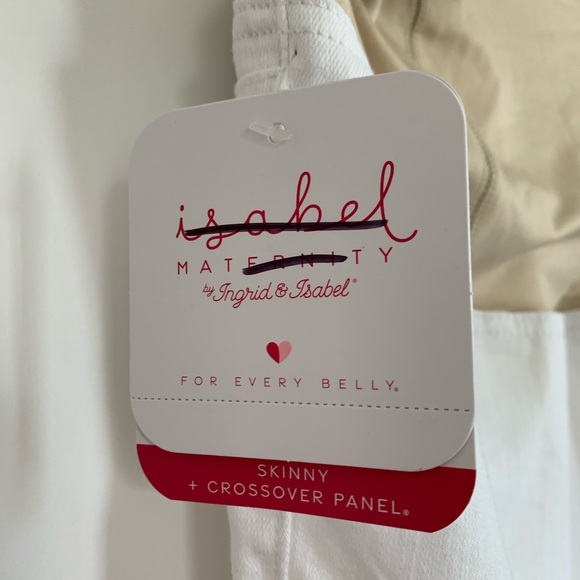 isabel
MATERNITY
by Ingrid & Isabel®
FOR EVERY BELLY®
SKINNY
+ CROSSOVER PANEL®